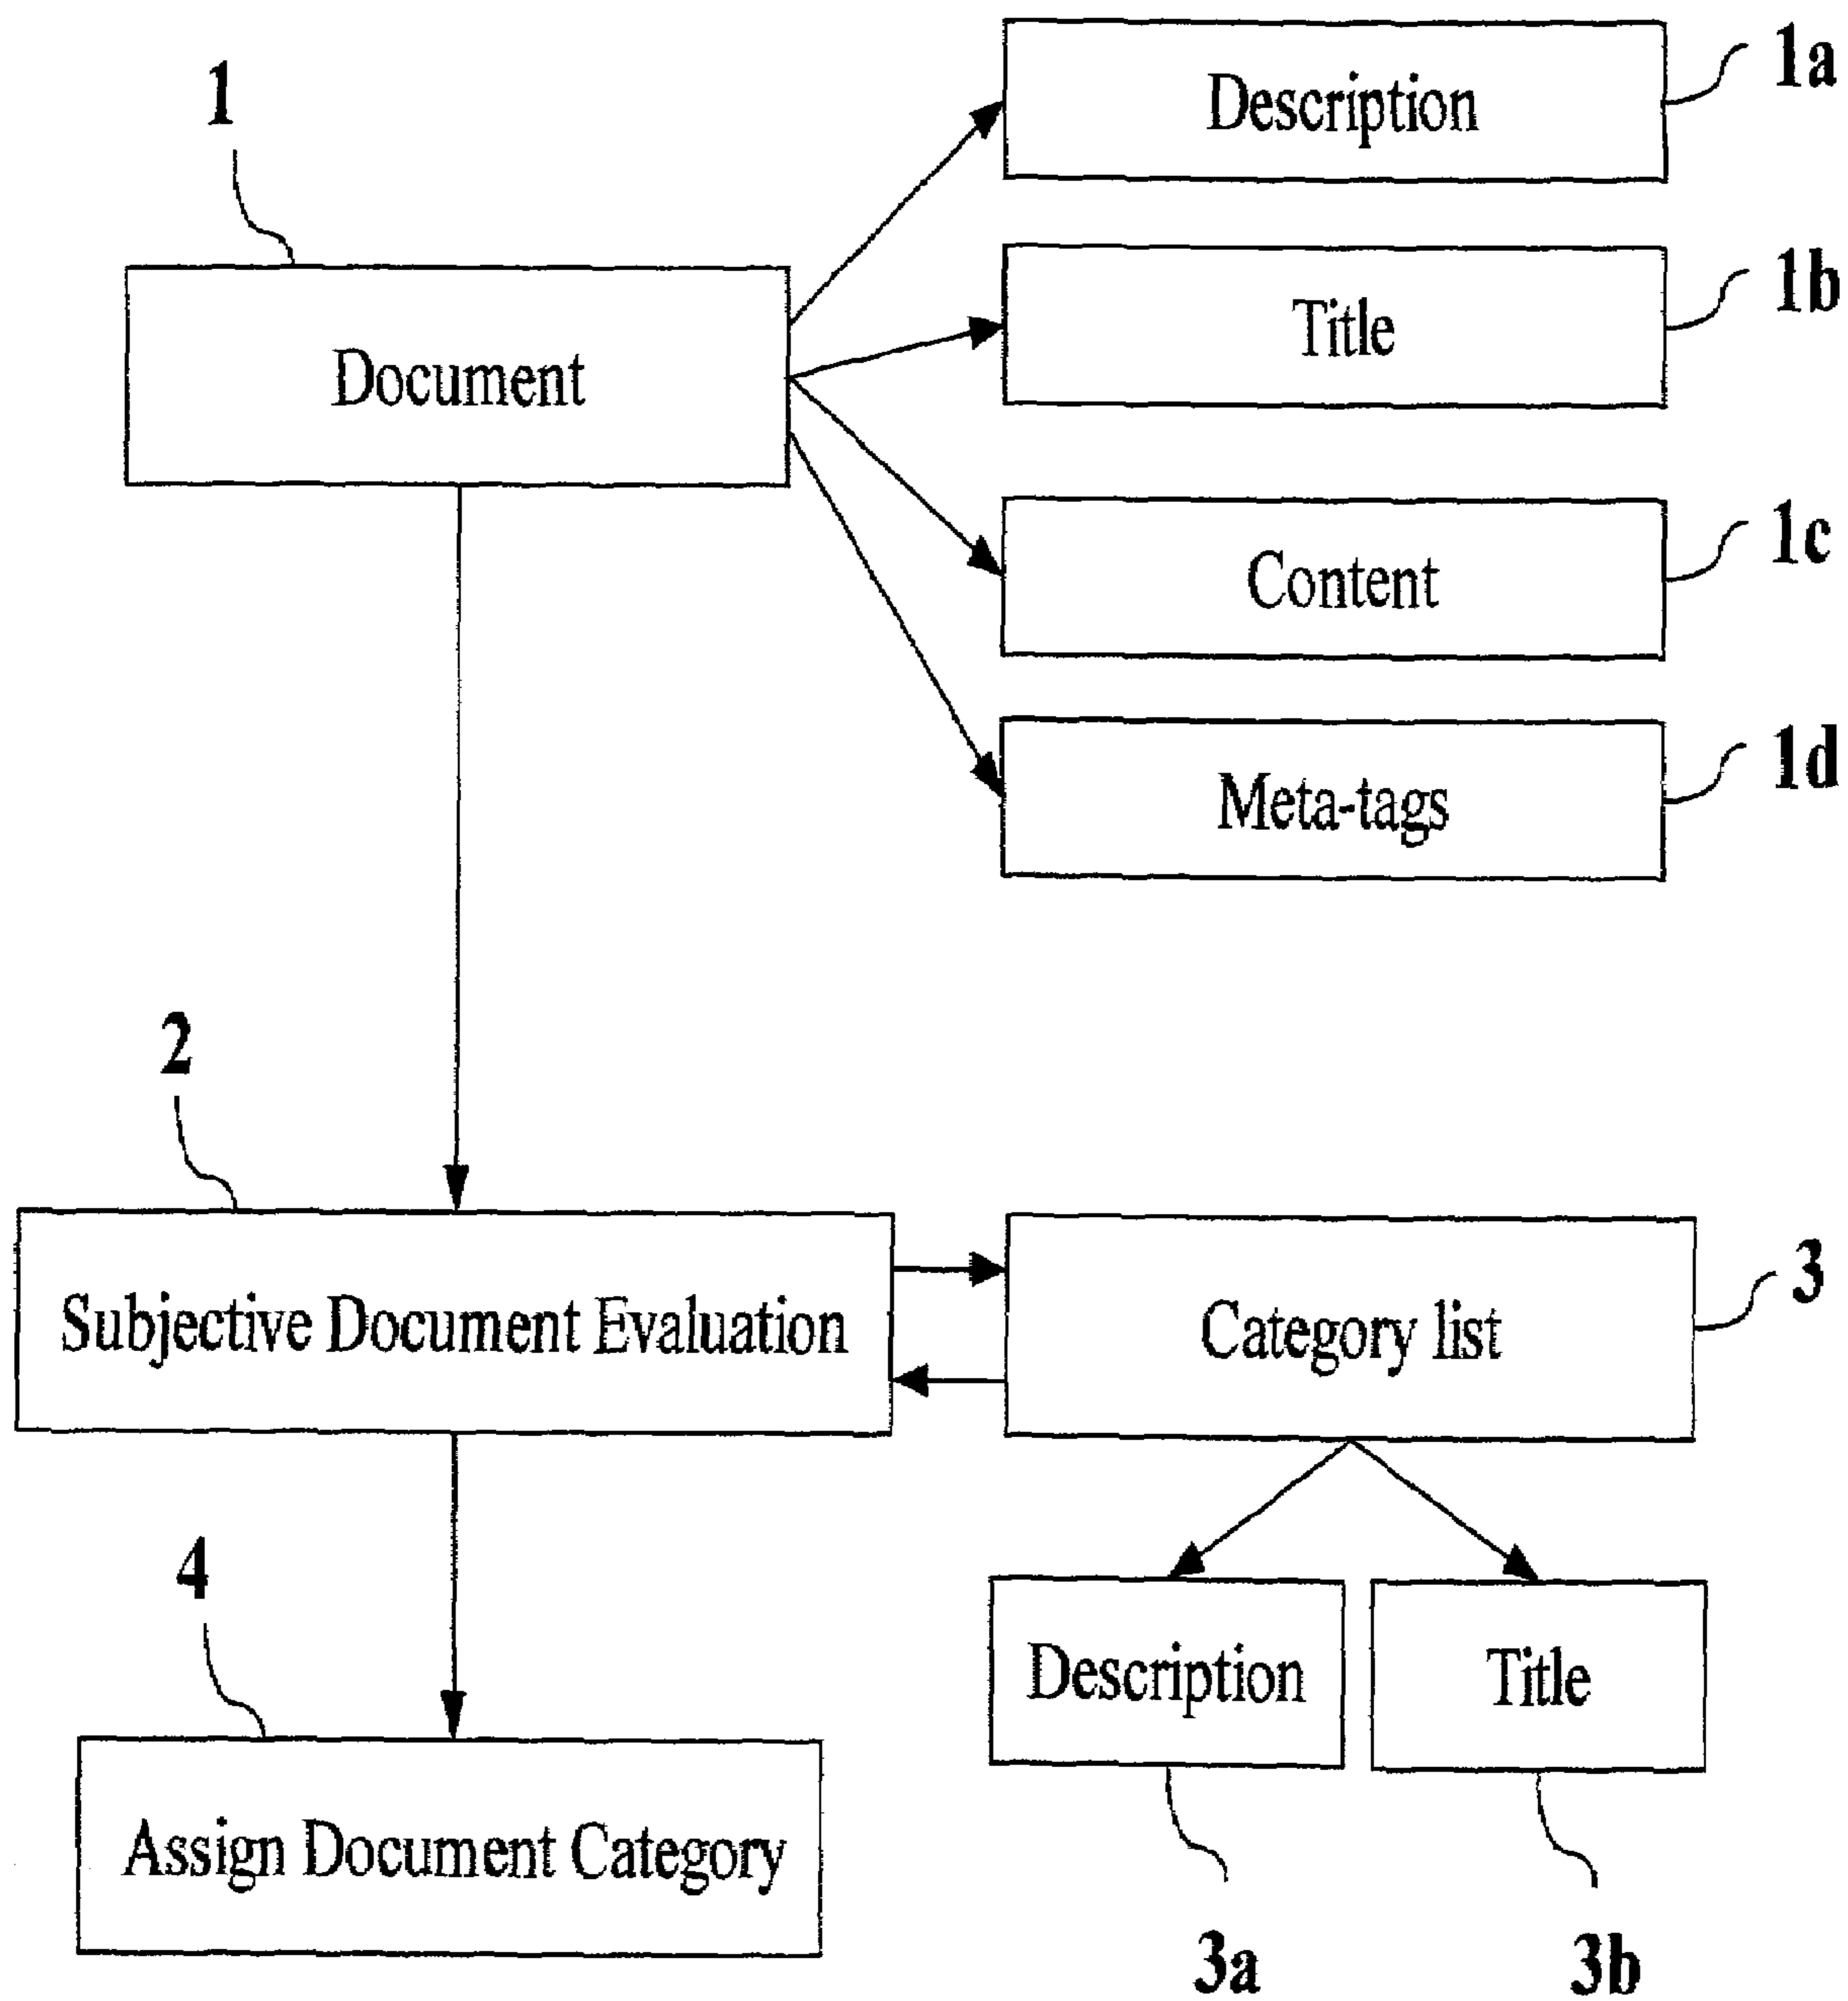 1
Document
Description
1a
Title
1b
Content
1c
Meta-tags
1d
2
Subjective Document Evaluation
Category list
3
Description
3a
Title
3b
4
Assign Document Category